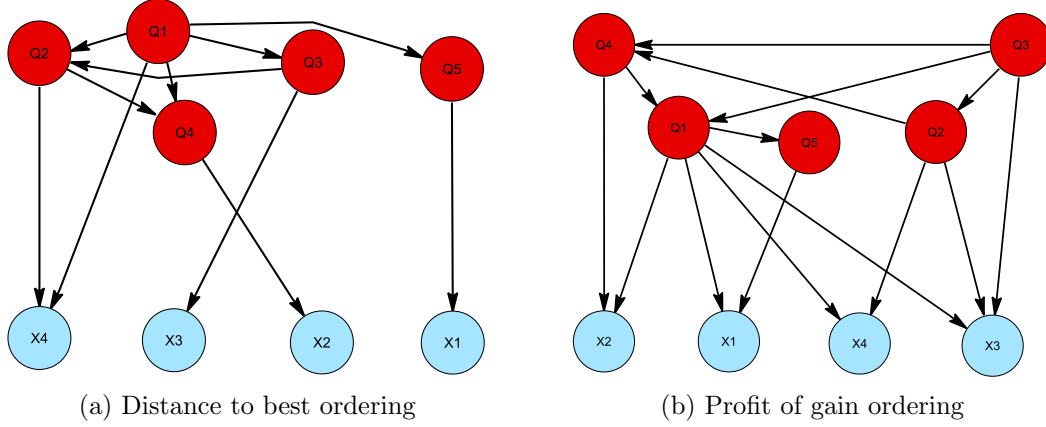 Q1
Q2
Q3
Q5
Q4
X4
X3
X2
X1
(a) Distance to best ordering
Q4
Q3
Q1
Q2
Q5
X2
X1
X4
X3
(b) Profit of gain ordering